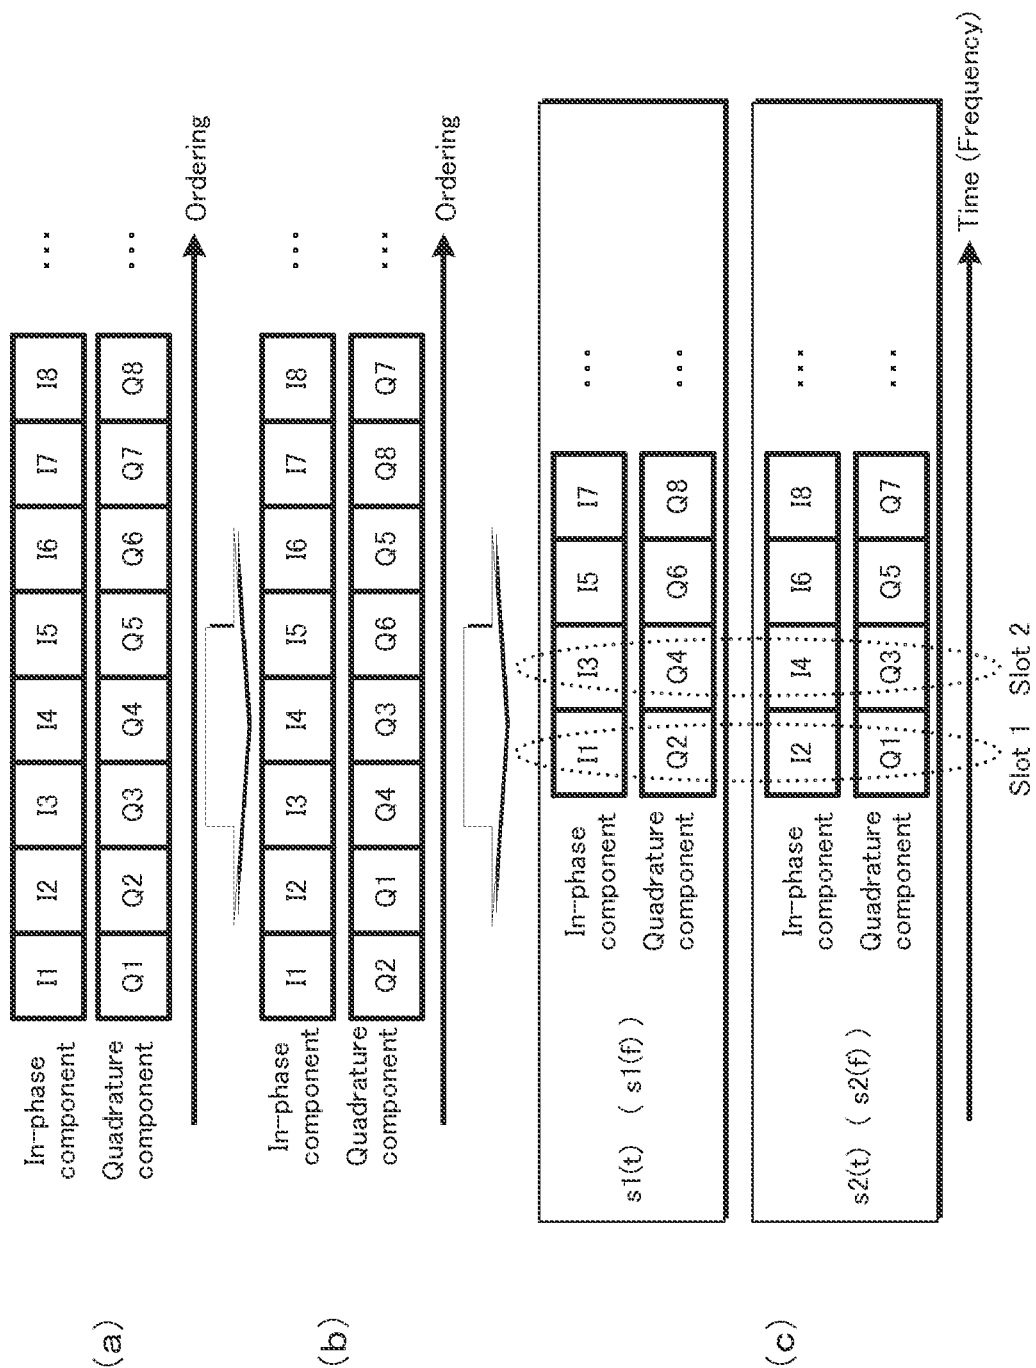 (a)
In-phase
component
I1 I2 I3 I4 I5 I6 I7 I8 ...
Quadrature
component
Q1 Q2 Q3 Q4 Q5 Q6 Q7 Q8 ...
Ordering
(b)
In-phase
component
I1 I2 I3 I4 I5 I6 I7 I8 ...
Quadrature
component
Q2 Q1 Q4 Q3 Q6 Q5 Q8 Q7 ...
Ordering
(c)
s1(t) ( s1(f) )
In-phase
component
I1 I3 I5 I7 ...
Quadrature
component
Q2 Q4 Q6 Q8 ...
s2(t) ( s2(f) )
In-phase
component
I2 I4 I6 I8 ...
Quadrature
component
Q1 Q3 Q5 Q7 ...
Time (Frequency)
Slot 1 Slot 2